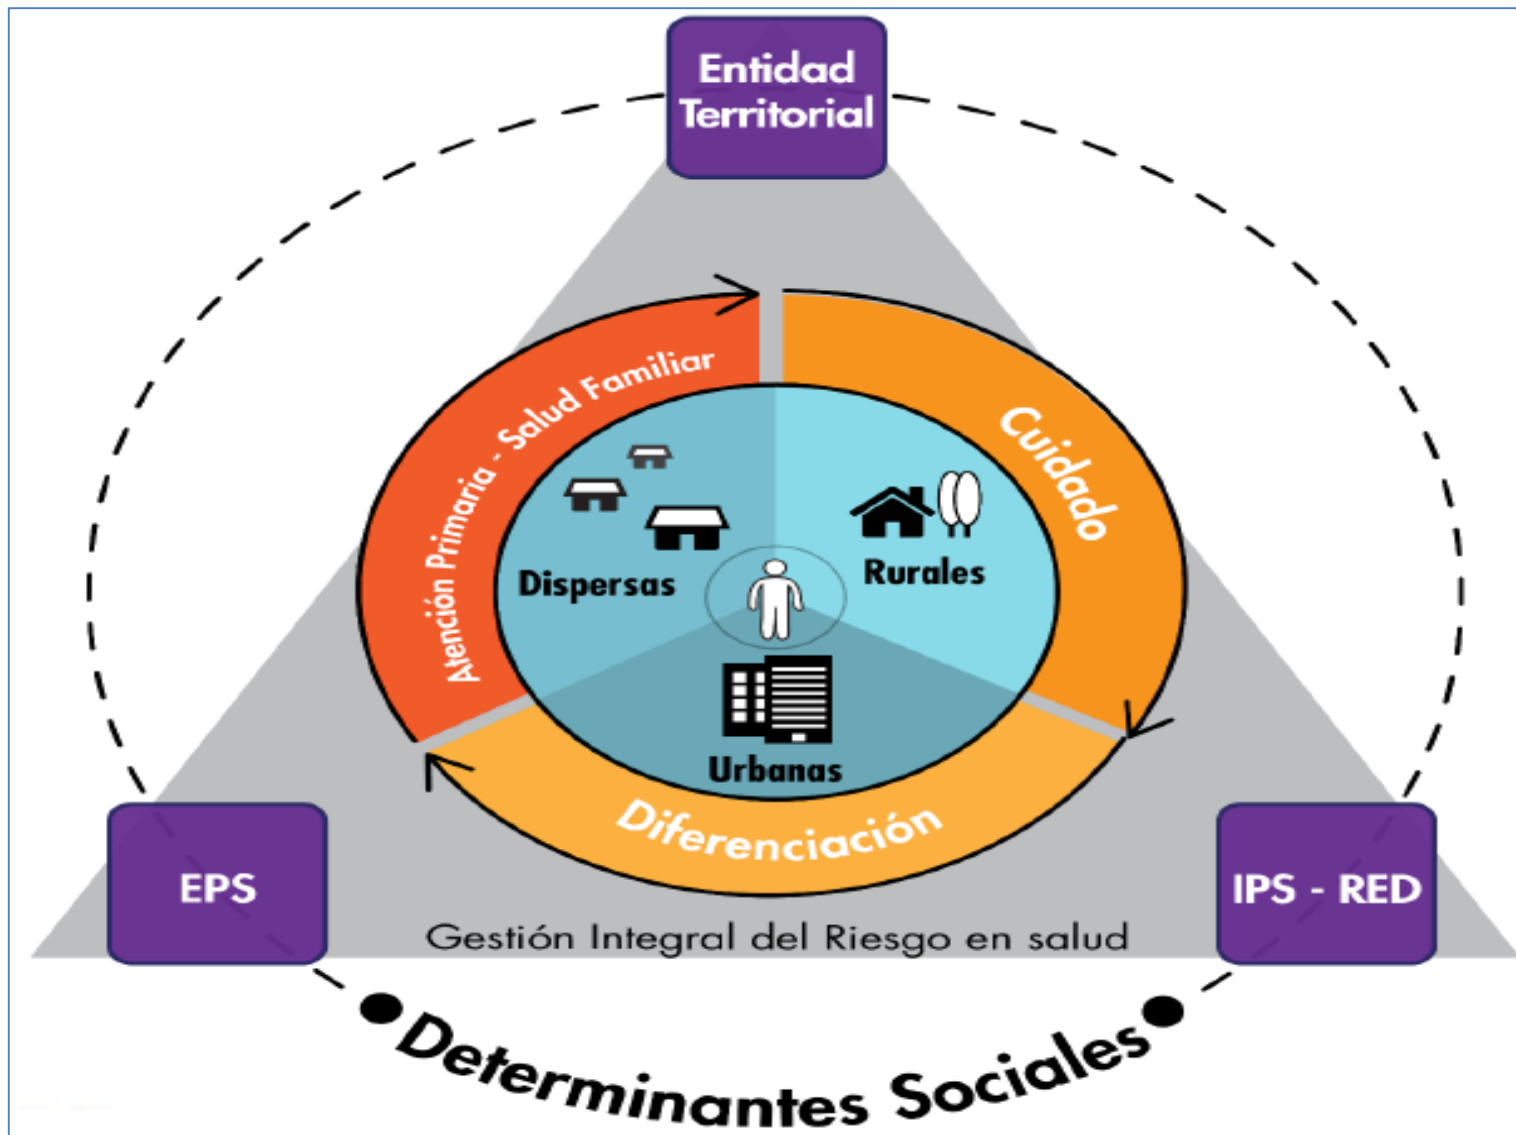 Entidad
Territorial
Atención Primaria - Salud Familiar
Cuidado
Dispersas
Rurales
Urbanas
Diferenciación
EPS
IPS - RED
Gestión Integral del Riesgo en salud
Determinantes Sociales